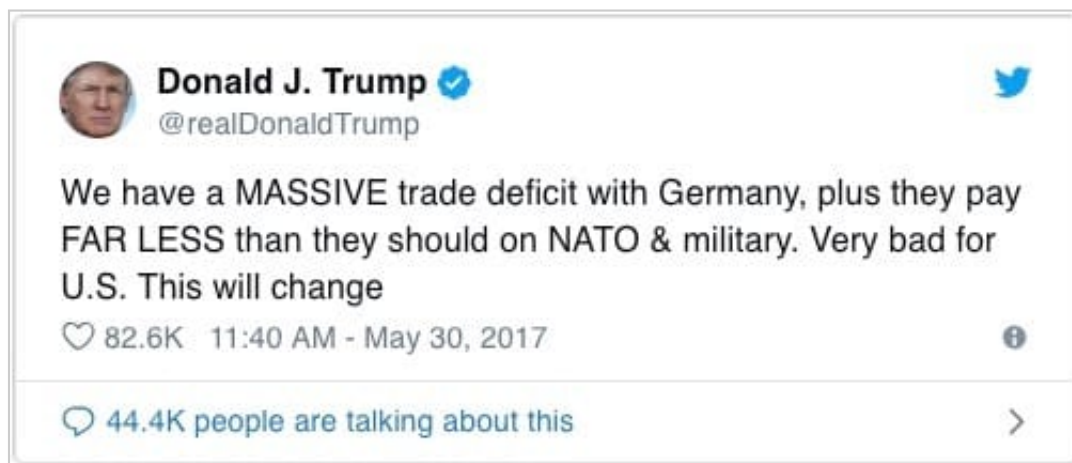 Donald J. Trump
@realDonaldTrump
We have a MASSIVE trade deficit with Germany, plus they pay
FAR LESS than they should on NATO & military. Very bad for
U.S. This will change
82.6K 11:40 AM - May 30, 2017
44.4K people are talking about this